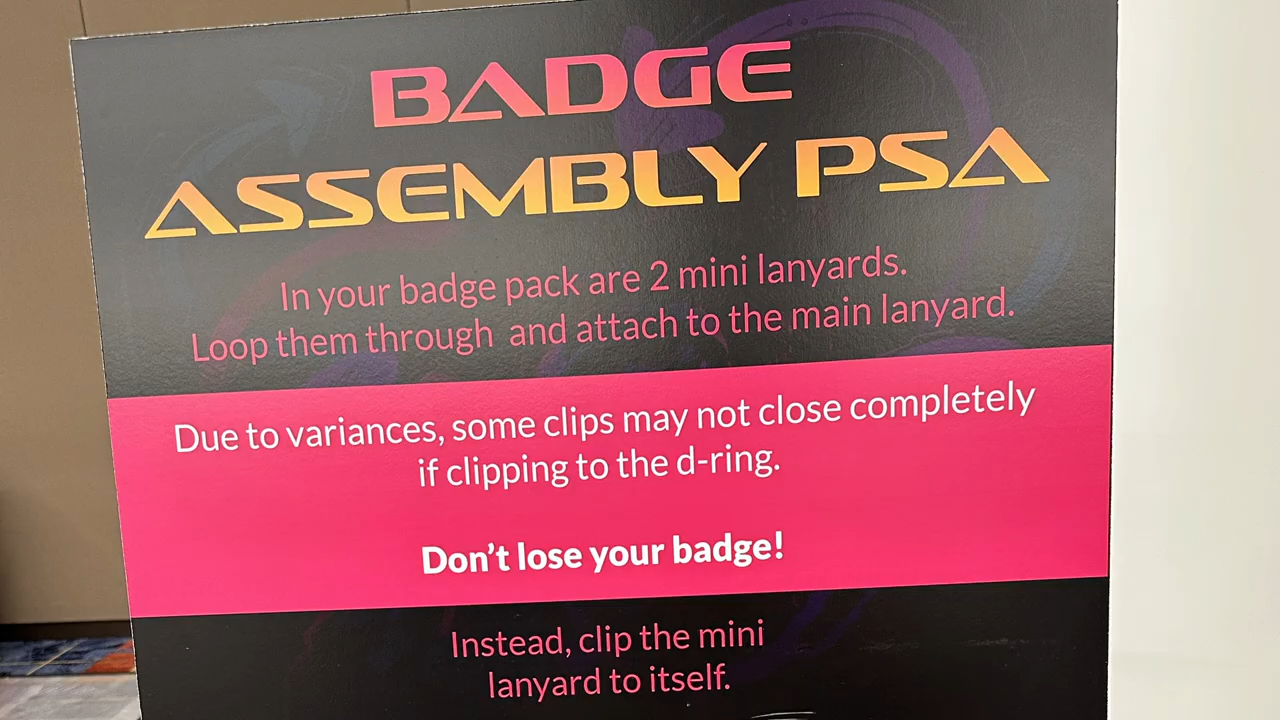 BADGE
ASSEMBLY PSA
In your badge pack are 2 mini lanyards.
Loop them through and attach to the main lanyard.
Due to variances, some clips may not close completely
if clipping to the d-ring.
Don't lose your badge!
Instead, clip the mini
lanyard to itself.